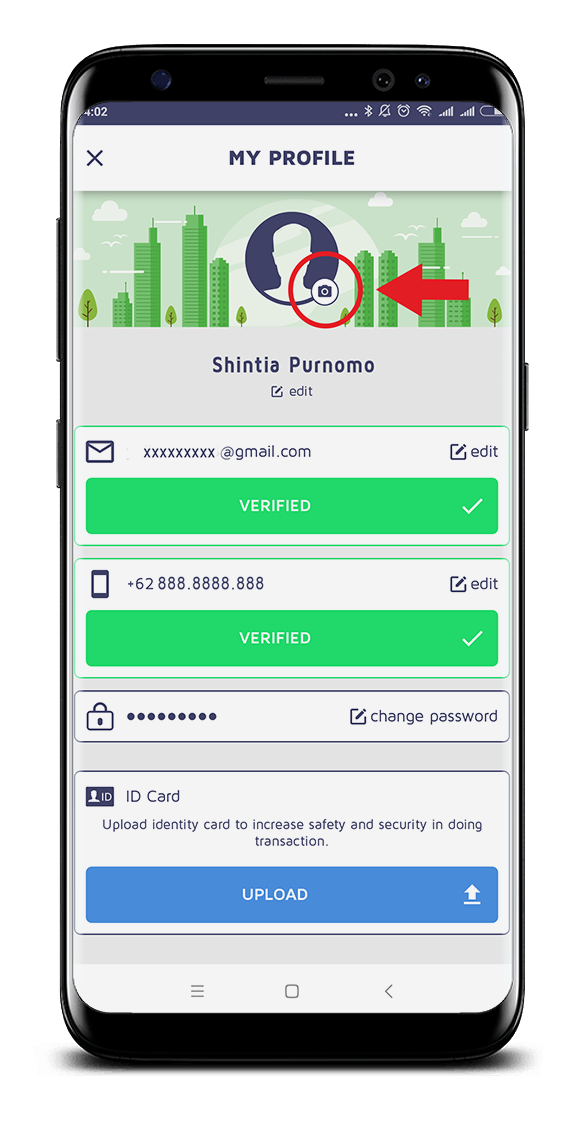 4:02
MY PROFILE
Shintia Purnomo
edit
xxxxxxxxx @gmail.com edit
VERIFIED
+62 888.8888.888 edit
VERIFIED
change password
ID ID Card
Upload identity card to increase safety and security in doing
transaction.
UPLOAD